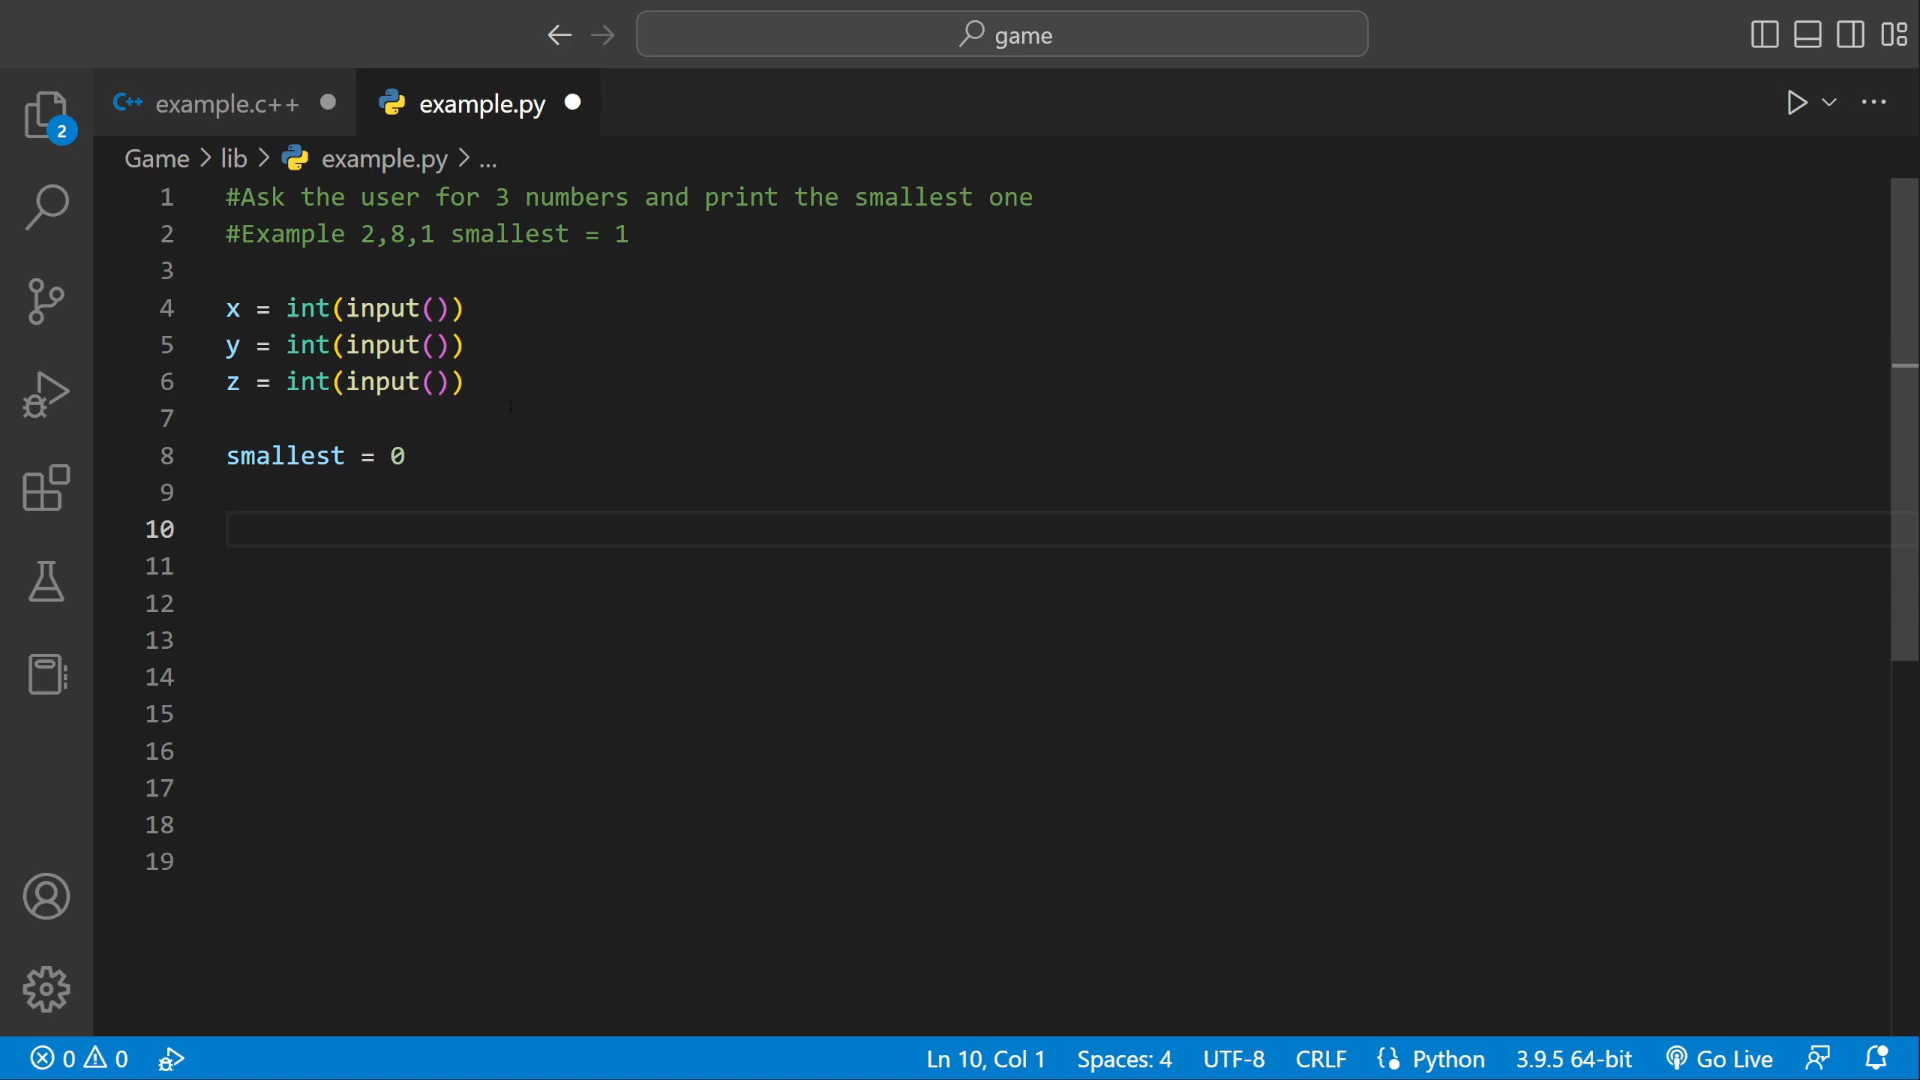 game
example.c++
example.py
2
Game > lib > example.py > ...
1 #Ask the user for 3 numbers and print the smallest one
2 #Example 2,8,1 smallest = 1
3
4 x = int(input())
5 y = int(input())
6 z = int(input())
7
8 smallest = 0
9
10
11
12
13
14
15
16
17
18
19
0 0 Ln 10, Col 1 Spaces: 4 UTF-8 CRLF Python 3.9.5 64-bit Go Live